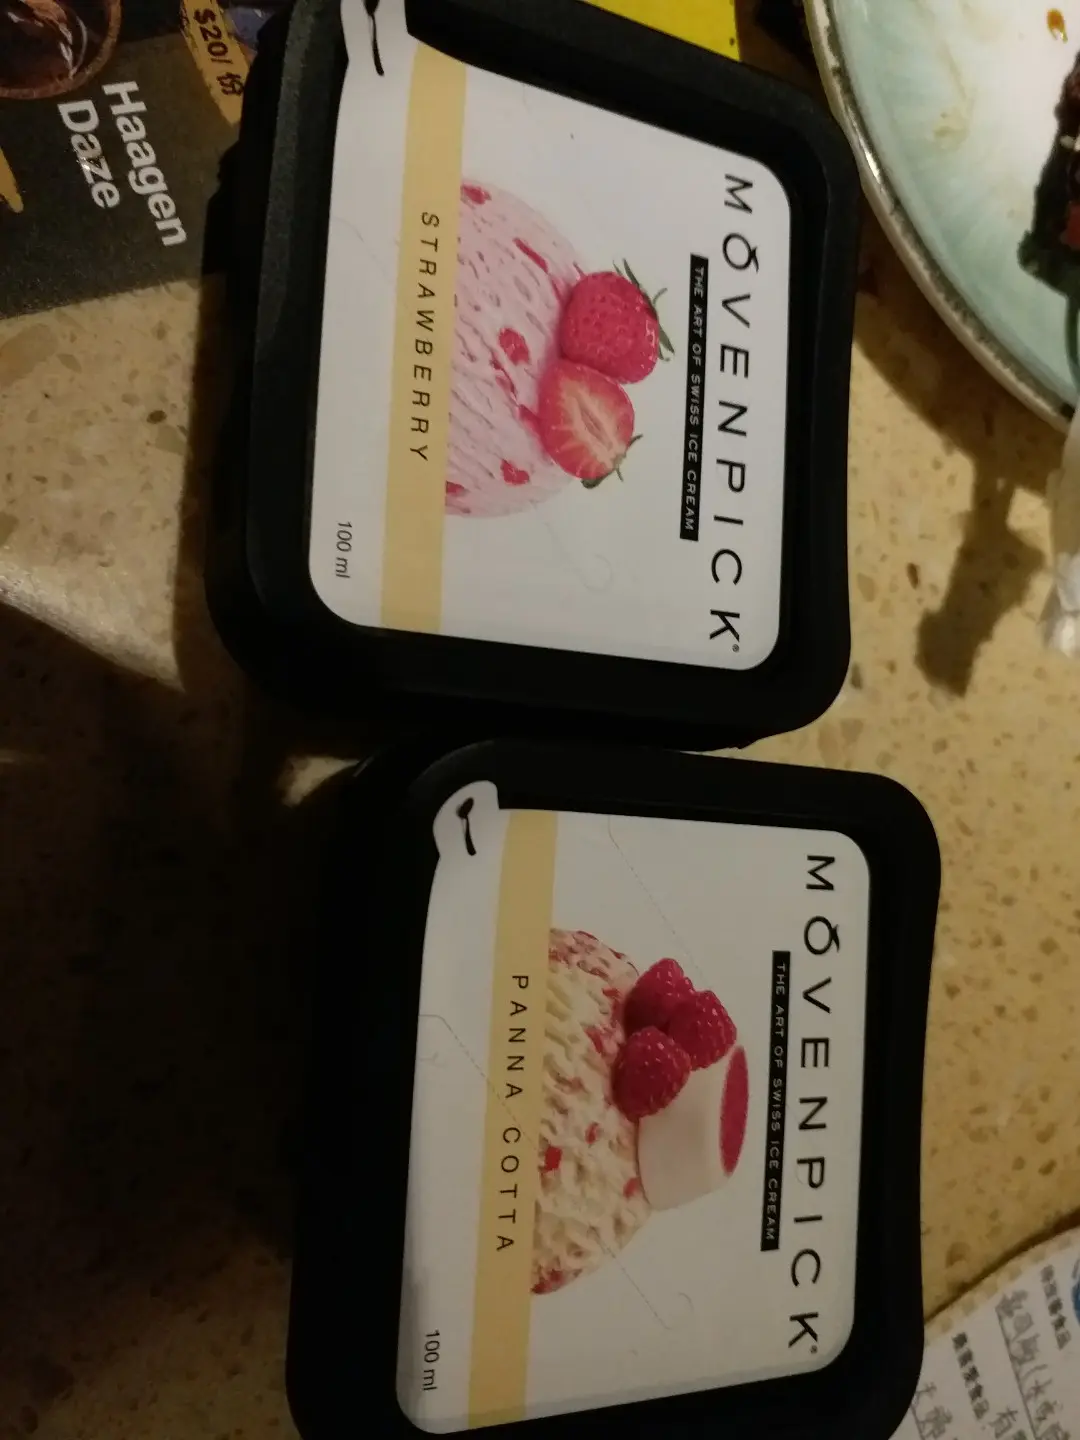 MÖVENPICK®
THE ART OF SWISS ICE CREAM
STRAWBERRY
100 ml
MÖVENPICK®
THE ART OF SWISS ICE CREAM
PANNA COTTA
100 ml
$20/份
Haagen
Daze